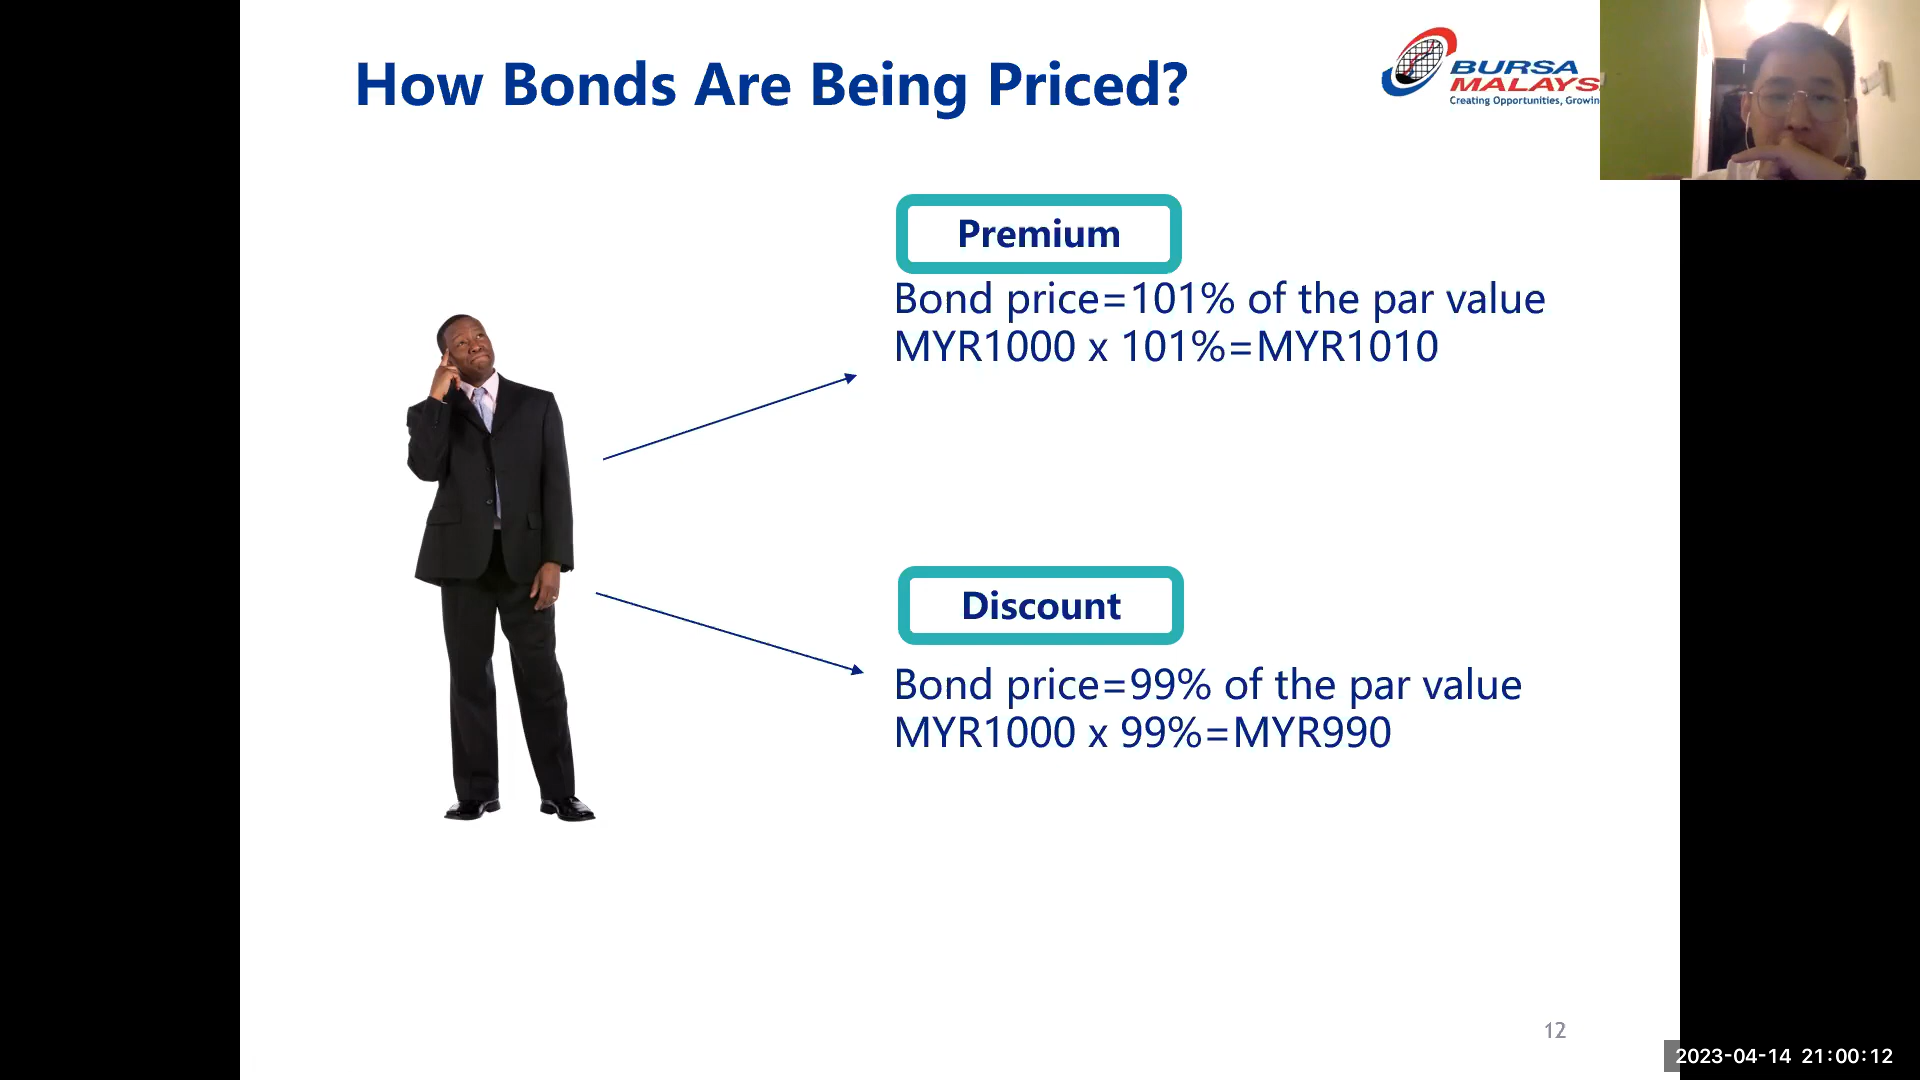 How Bonds Are Being Priced?
BURSA
MALAYS
Creating Opportunities, Growin
Premium
Bond price=101% of the par value
MYR1000 x 101%=MYR1010
Discount
Bond price=99% of the par value
MYR1000 x 99%=MYR990
12
2023-04-14 21:00:12